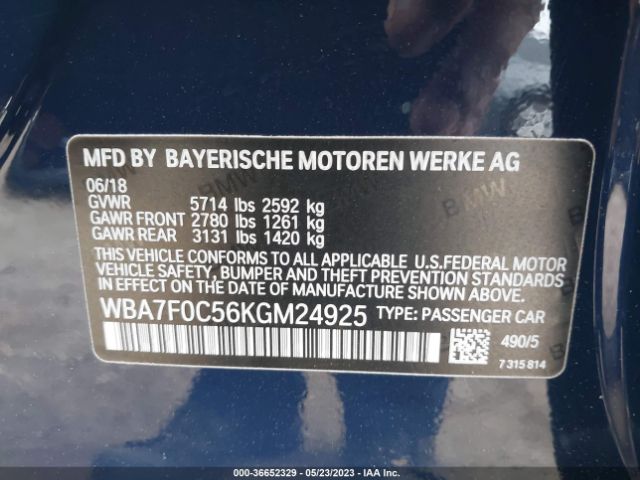 MFD BY BAYERISCHE MOTOREN WERKE AG
06/18
GVWR 5714 lbs 2592 kg
GAWR FRONT 2780 lbs 1261 kg
GAWR REAR 3131 lbs 1420 kg
THIS VEHICLE CONFORMS TO ALL APPLICABLE U.S.FEDERAL MOTOR
VEHICLE SAFETY, BUMPER AND THEFT PREVENTION STANDARDS
IN EFFECT ON THE DATE OF MANUFACTURE SHOWN ABOVE.
WBA7F0C56KGM24925 TYPE: PASSENGER CAR
490/5
7 315 814
000-36652329 - 05/23/2023 - IAA Inc.